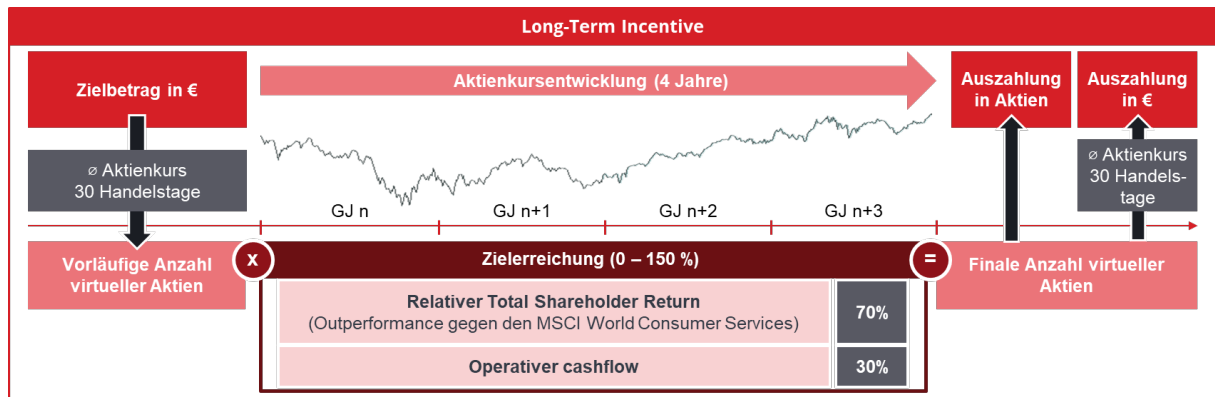 Long-Term Incentive
Zielbetrag in €
Aktienkursentwicklung (4 Jahre)
Auszahlung
in Aktien
Auszahlung
in €
⌀ Aktienkurs
30 Handelstage
⌀ Aktienkurs
30 Handels-
tage
GJ n
GJ n+1
GJ n+2
GJ n+3
Vorläufige Anzahl
virtueller Aktien
x
Zielerreichung (0 – 150 %)
=
Finale Anzahl virtueller
Aktien
Relativer Total Shareholder Return
(Outperformance gegen den MSCI World Consumer Services)
70%
Operativer cashflow
30%